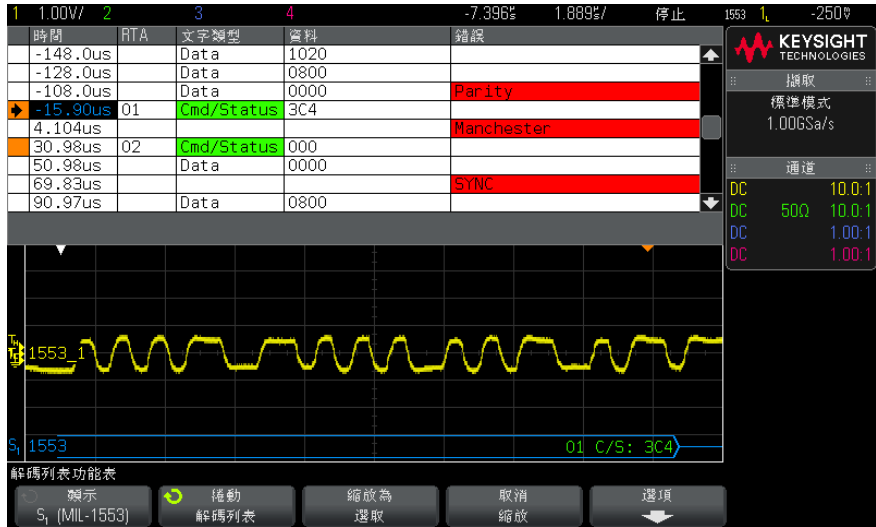 1 1.00V/ 2 3 4 -7.396㎲ 1.889㎲/ 停止 1553 1L -250㎷
時間 RTA 文字類型 資料 錯誤
-148.0us Data 1020
-128.0us Data 0800
-108.0us Data 0000 Parity
-15.90us 01 Cmd/Status 3C4
4.104us Manchester
30.98us 02 Cmd/Status 000
50.98us Data 0000
69.83us SYNC
90.97us Data 0800
KEYSIGHT
TECHNOLOGIES
擷取
標準模式
1.00GSa/s
通道
DC 10.0:1
DC 50Ω 10.0:1
DC 1.00:1
DC 1.00:1
1553_1
S1 1553 01 C/S: 3C4
解碼列表功能表
顯示
S1 (MIL-1553)
捲動
解碼列表
縮放為
選取
取消
縮放
選項